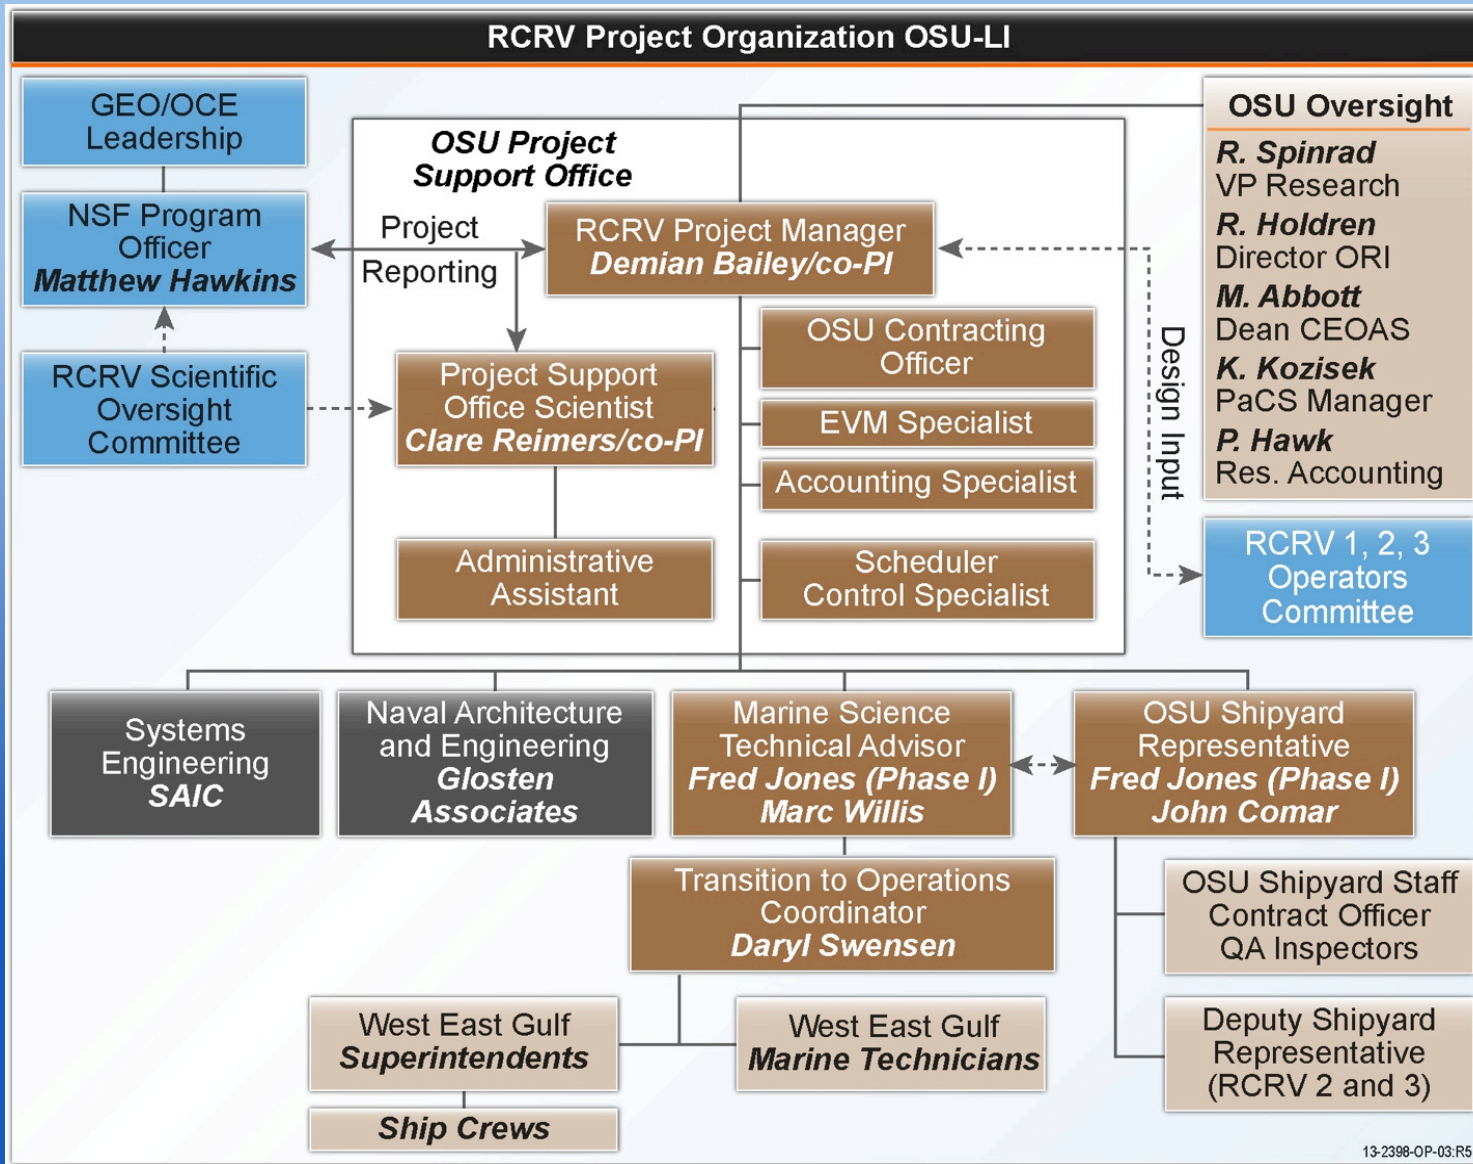 RCRV Project Organization OSU-LI
GEO/OCE
Leadership
NSF Program
Officer
Matthew Hawkins
RCRV Scientific
Oversight
Committee
OSU Project
Support Office
Project
Reporting
RCRV Project Manager
Demian Bailey/co-PI
Project Support
Office Scientist
Clare Reimers/co-PI
Administrative
Assistant
OSU Contracting
Officer
EVM Specialist
Accounting Specialist
Scheduler
Control Specialist
Design Input
OSU Oversight
R. Spinrad
VP Research
R. Holdren
Director ORI
M. Abbott
Dean CEOAS
K. Kozisek
PaCS Manager
P. Hawk
Res. Accounting
RCRV 1, 2, 3
Operators
Committee
Systems
Engineering
SAIC
Naval Architecture
and Engineering
Glosten
Associates
Marine Science
Technical Advisor
Fred Jones (Phase I)
Marc Willis
OSU Shipyard
Representative
Fred Jones (Phase I)
John Comar
Transition to Operations
Coordinator
Daryl Swensen
West East Gulf
Superintendents
Ship Crews
West East Gulf
Marine Technicians
OSU Shipyard Staff
Contract Officer
QA Inspectors
Deputy Shipyard
Representative
(RCRV 2 and 3)
13-2398-OP-03:R5